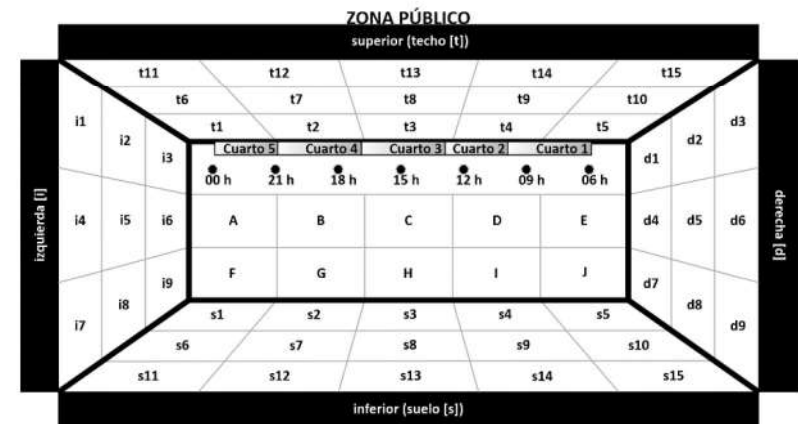 ZONA PÚBLICO
superior (techo [t])
t11 t12 t13 t14 t15
t6 t7 t8 t9 t10
t1 t2 t3 t4 t5
Cuarto 5 Cuarto 4 Cuarto 3 Cuarto 2 Cuarto 1
00 h 21 h 18 h 15 h 12 h 09 h 06 h
izquierda [i]
i1 i2 i3
i4 i5 i6
i7 i8 i9
A B C D E
F G H I J
d1 d2 d3
d4 d5 d6
d7 d8 d9
derecha [d]
s1 s2 s3 s4 s5
s6 s7 s8 s9 s10
s11 s12 s13 s14 s15
inferior (suelo [s])